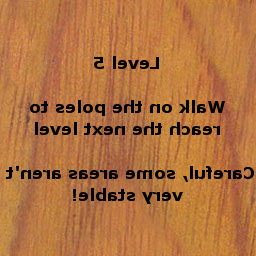 Level 5
Walk on the poles to
reach the next level
Careful, some areas aren't
very stable!